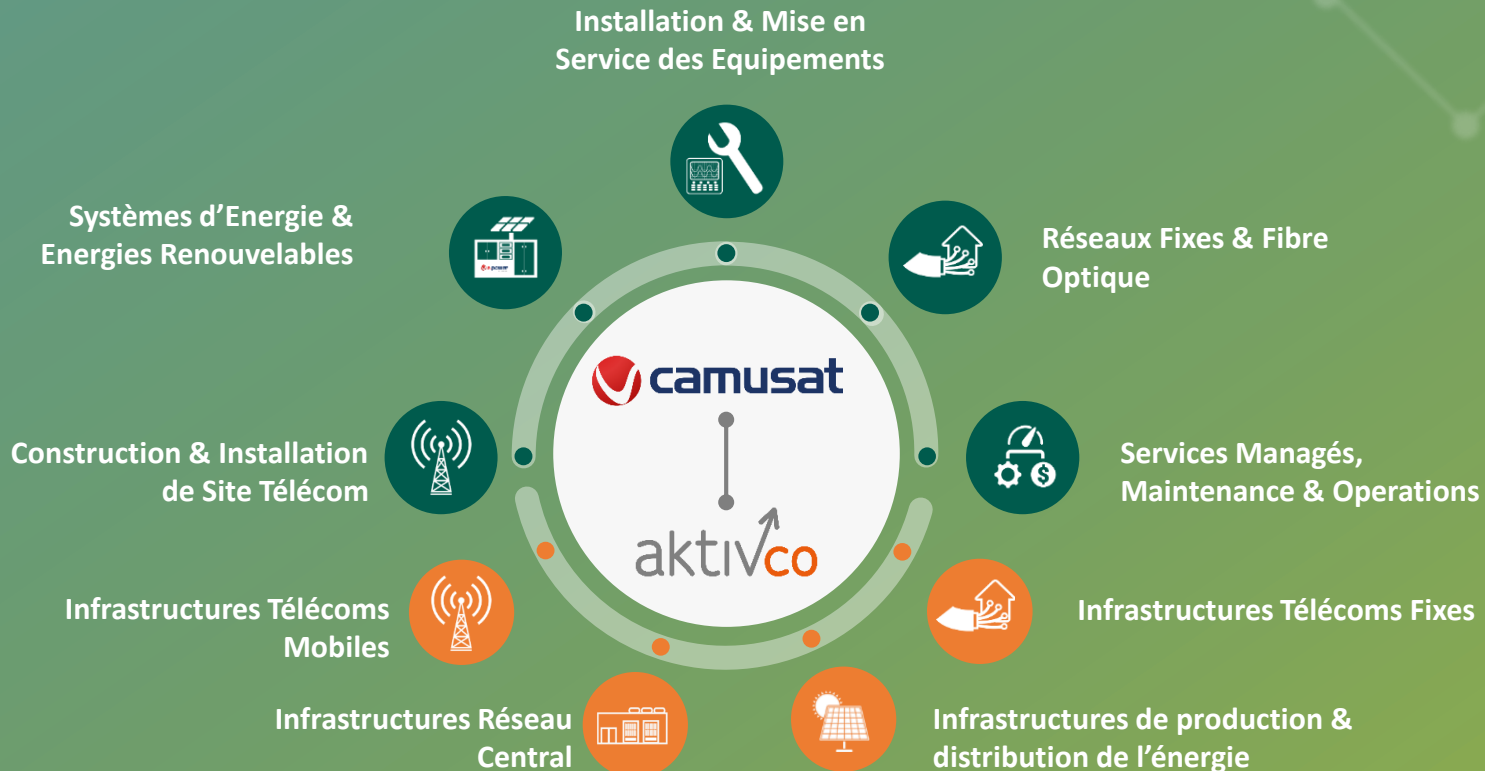 Installation & Mise en
Service des Equipements
Systèmes d’Energie &
Energies Renouvelables
Réseaux Fixes & Fibre
Optique
camusat
Construction & Installation
de Site Télécom
Services Managés,
Maintenance & Operations
aktivco
Infrastructures Télécoms
Mobiles
Infrastructures Télécoms Fixes
Infrastructures Réseau
Central
Infrastructures de production &
distribution de l’énergie